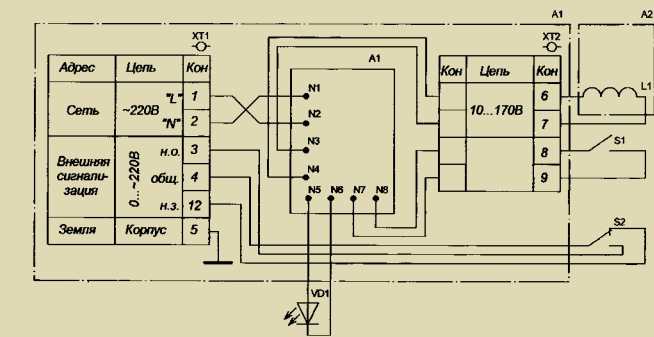 A1
A2
XT1
XT2
Адрес
Цепь
Кон
A1
Кон
Цепь
Кон
Сеть
~220В
"L"
1
"N"
2
N1
N2
N3
N4
N5
N6
N7
N8
10...170В
6
7
8
9
L1
S1
S2
Внешняя
сигнали-
зация
0...~220В
н.о.
3
общ.
4
н.з.
12
Земля
Корпус
5
VD1